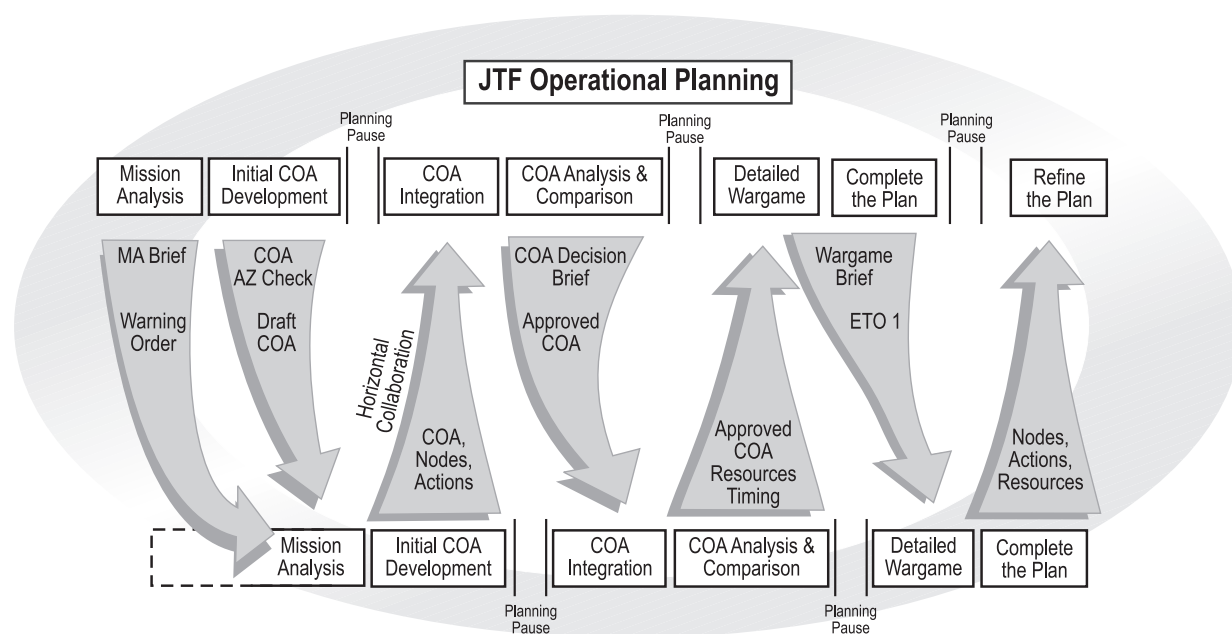 JTF Operational Planning
Planning
Pause
Planning
Pause
Planning
Pause
Mission
Analysis
Initial COA
Development
COA
Integration
COA Analysis &
Comparison
Detailed
Wargame
Complete
the Plan
Refine
the Plan
MA Brief
Warning
Order
COA
AZ Check
Draft
COA
Horizontal
Collaboration
COA,
Nodes,
Actions
COA Decision
Brief
Approved
COA
Approved
COA
Resources
Timing
Wargame
Brief
ETO 1
Nodes,
Actions,
Resources
Mission
Analysis
Initial COA
Development
COA
Integration
COA Analysis &
Comparison
Detailed
Wargame
Complete
the Plan
Planning
Pause
Planning
Pause